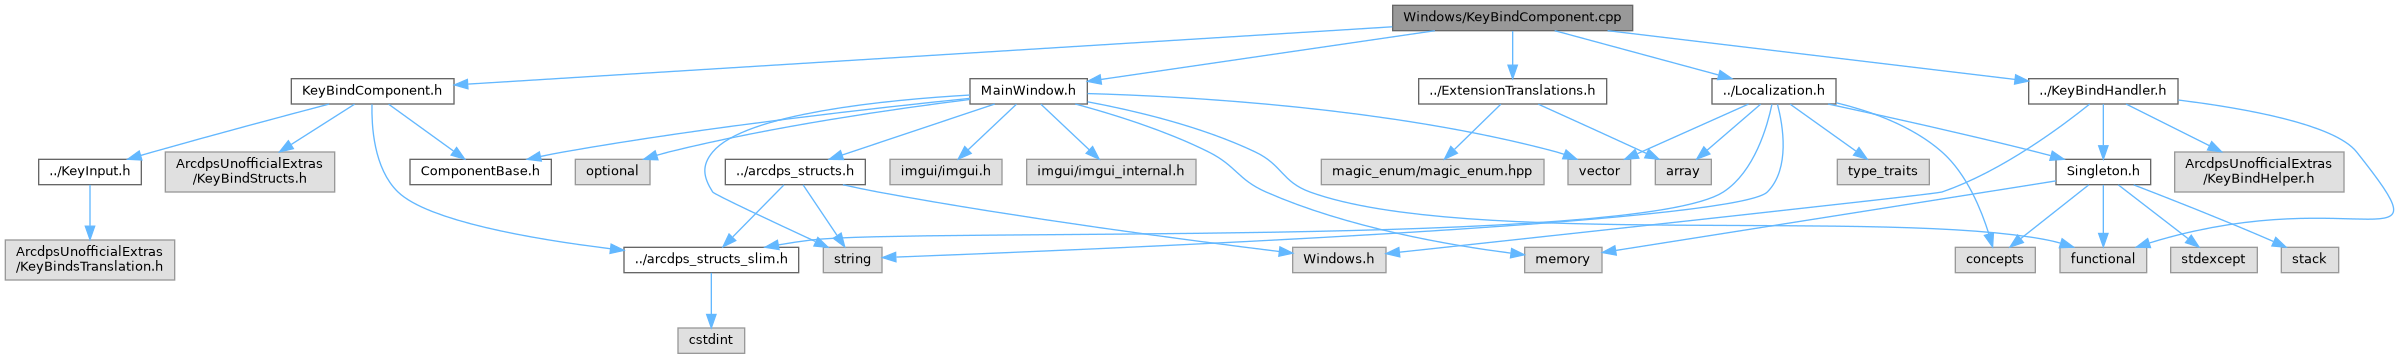 Windows/KeyBindComponent.cpp
KeyBindComponent.h
MainWindow.h
../ExtensionTranslations.h
../Localization.h
../KeyBindHandler.h
../KeyInput.h
ArcdpsUnofficialExtras
/KeyBindStructs.h
ComponentBase.h
optional
../arcdps_structs.h
imgui/imgui.h
imgui/imgui_internal.h
magic_enum/magic_enum.hpp
vector
array
type_traits
Singleton.h
ArcdpsUnofficialExtras
/KeyBindHelper.h
ArcdpsUnofficialExtras
/KeyBindsTranslation.h
../arcdps_structs_slim.h
string
Windows.h
memory
concepts
functional
stdexcept
stack
cstdint